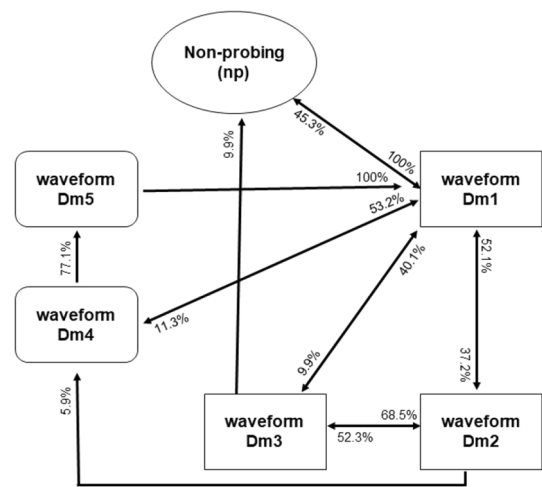 Non-probing
(np)
45.3%
9.9%
100%
waveform
Dm5
100%
waveform
Dm1
53.2%
77.1%
40.1%
52.1%
waveform
Dm4
11.3%
9.9%
37.2%
5.9%
waveform
Dm3
68.5%
52.3%
waveform
Dm2